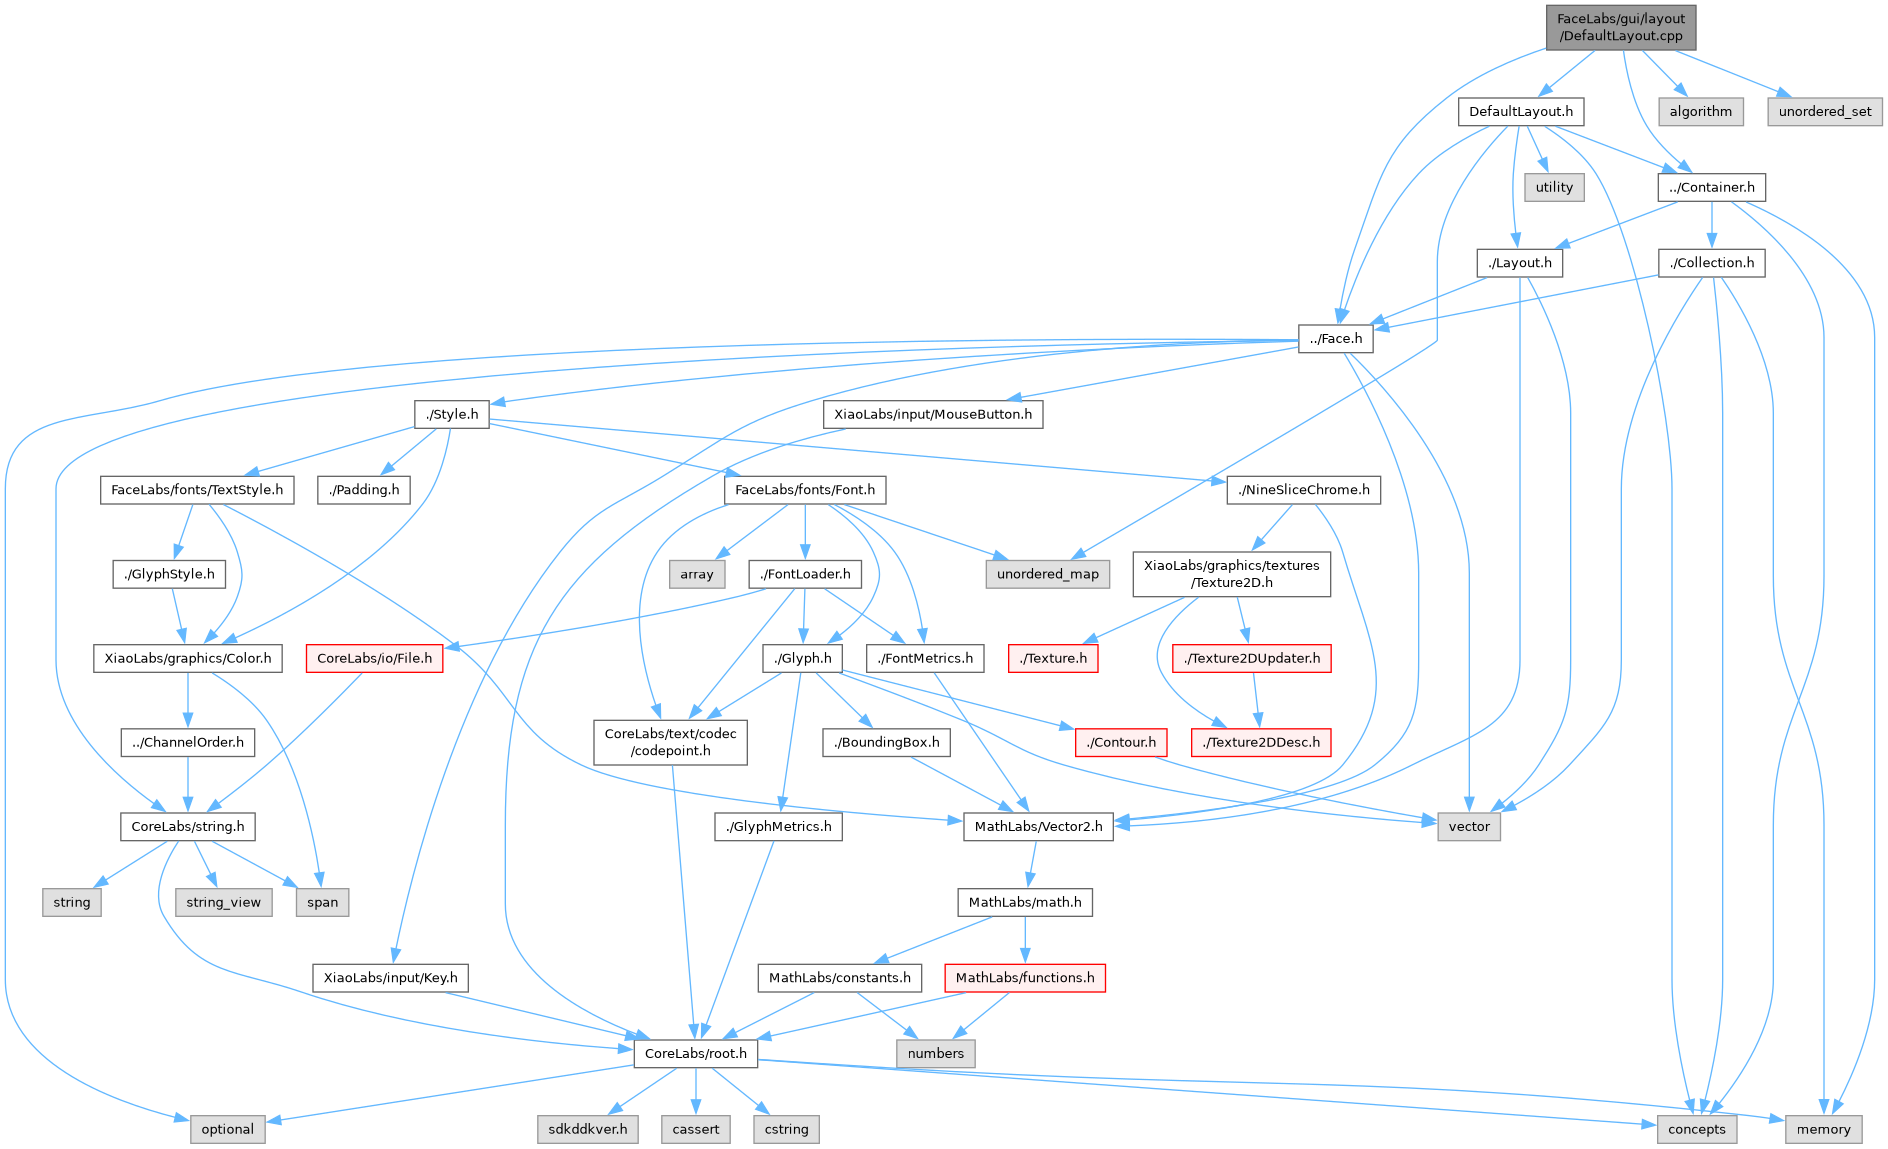 FaceLabs/gui/layout
/DefaultLayout.cpp
DefaultLayout.h
algorithm
unordered_set
utility
../Container.h
./Layout.h
./Collection.h
../Face.h
./Style.h
XiaoLabs/input/MouseButton.h
FaceLabs/fonts/TextStyle.h
./Padding.h
FaceLabs/fonts/Font.h
./NineSliceChrome.h
./GlyphStyle.h
array
./FontLoader.h
unordered_map
XiaoLabs/graphics/textures
/Texture2D.h
XiaoLabs/graphics/Color.h
CoreLabs/io/File.h
./Glyph.h
./FontMetrics.h
./Texture.h
./Texture2DUpdater.h
../ChannelOrder.h
CoreLabs/text/codec
/codepoint.h
./BoundingBox.h
./Contour.h
./Texture2DDesc.h
CoreLabs/string.h
./GlyphMetrics.h
MathLabs/Vector2.h
vector
string
string_view
span
MathLabs/math.h
XiaoLabs/input/Key.h
MathLabs/constants.h
MathLabs/functions.h
CoreLabs/root.h
numbers
optional
sdkddkver.h
cassert
cstring
concepts
memory